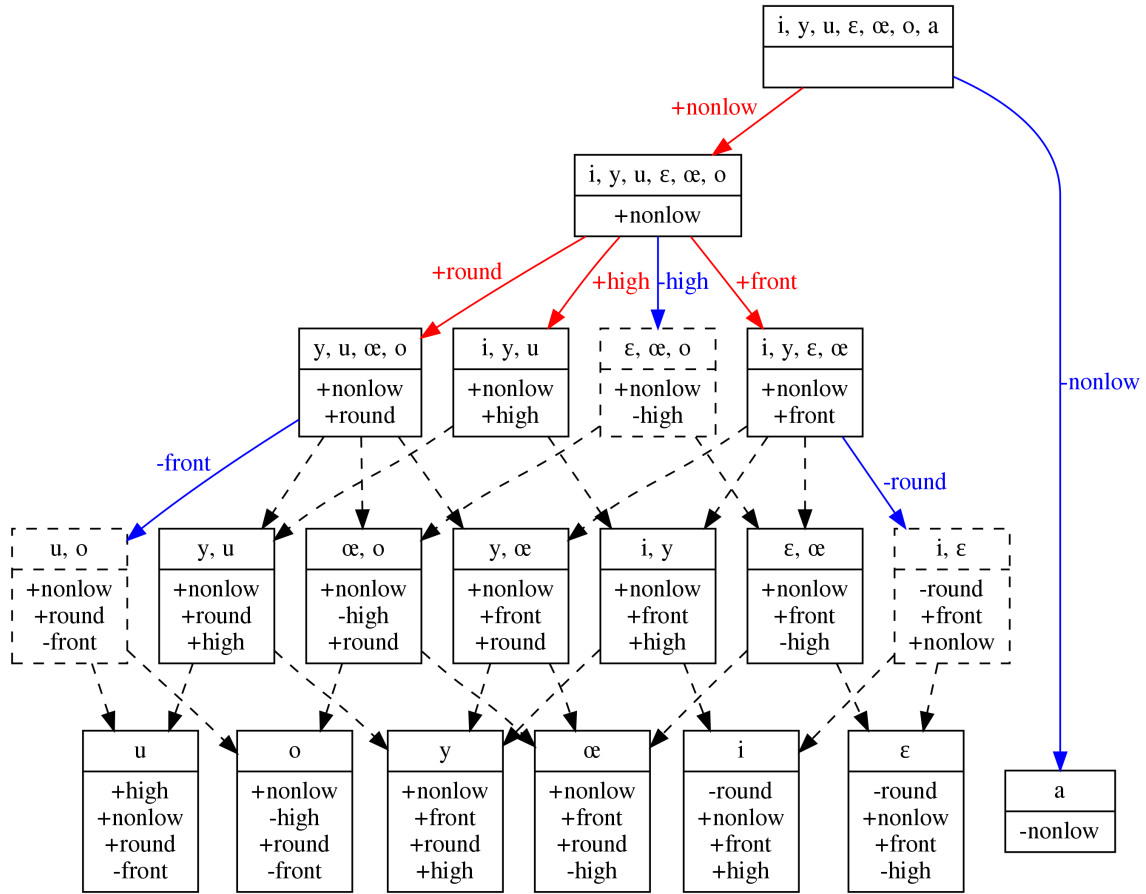 i, y, u, ɛ, œ, o, a
+nonlow
i, y, u, ɛ, œ, o
+nonlow
-nonlow
+round
+high
-high
+front
y, u, œ, o
+nonlow
+round
i, y, u
+nonlow
+high
ɛ, œ, o
+nonlow
-high
i, y, ɛ, œ
+nonlow
+front
-front
-round
u, o
+nonlow
+round
-front
y, u
+nonlow
+round
+high
œ, o
+nonlow
-high
+round
y, œ
+nonlow
+front
+round
i, y
+nonlow
+front
+high
ɛ, œ
+nonlow
+front
-high
i, ɛ
-round
+front
+nonlow
u
+high
+nonlow
+round
-front
o
+nonlow
-high
+round
-front
y
+nonlow
+front
+round
+high
œ
+nonlow
+front
+round
-high
i
-round
+nonlow
+front
+high
ɛ
-round
+nonlow
+front
-high
a
-nonlow